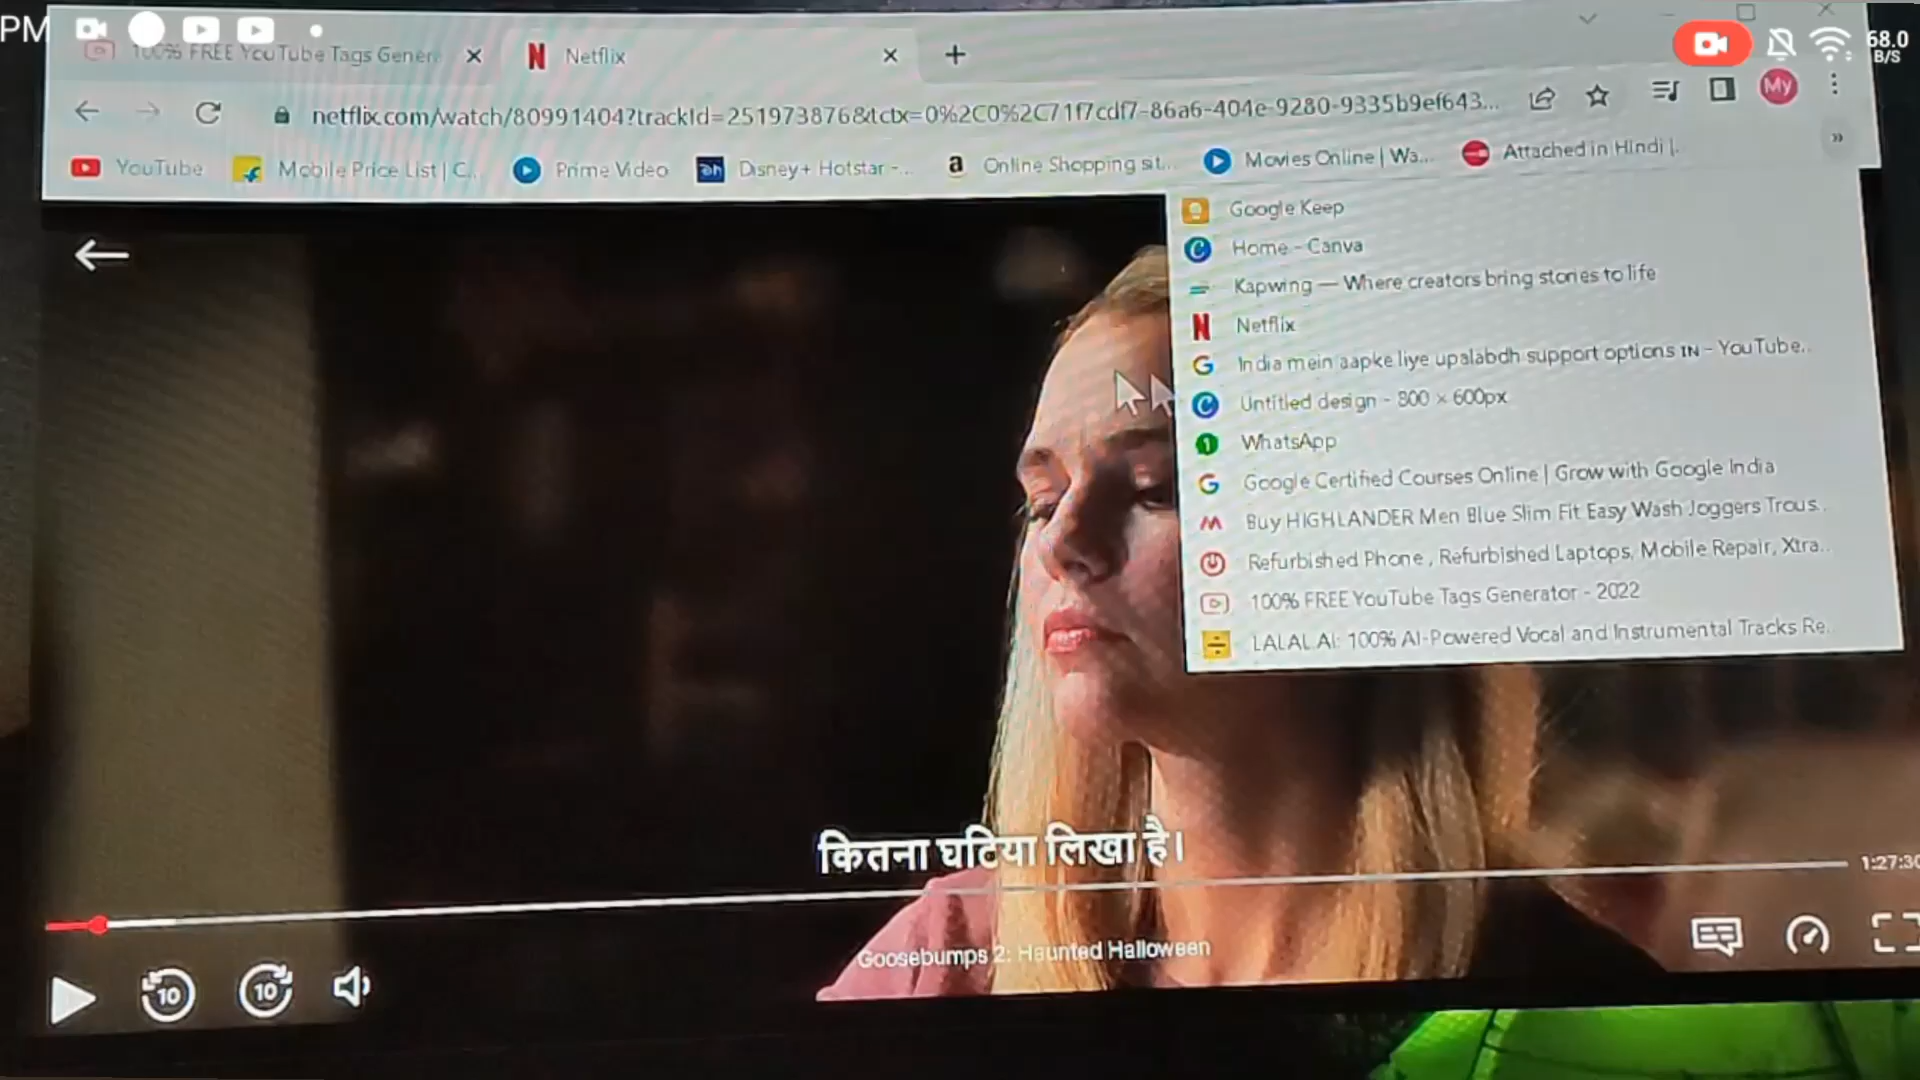 PM
68.0
B/S
100% FREE YouTube Tags Genera
Netflix
netflix.com/watch/80991404?trackId=251973876&tctx=0%2C0%2C71f7cdf7-86a6-404e-9280-9335b9ef643...
My
YouTube
Mobile Price List | C...
Prime Video
Disney+ Hotstar -...
Online Shopping sit...
Movies Online | Wa...
Attached in Hindi |.
Google Keep
Home - Canva
Kapwing — Where creators bring stories to life
Netflix
India mein aapke liye upalabdh support options IN - YouTube..
Untitled design - 800 × 600px
WhatsApp
Google Certified Courses Online | Grow with Google India
Buy HIGHLANDER Men Blue Slim Fit Easy Wash Joggers Trous..
Refurbished Phone , Refurbished Laptops, Mobile Repair, Xtra..
100% FREE YouTube Tags Generator - 2022
LALAL.AI: 100% AI-Powered Vocal and Instrumental Tracks Re..
कितना घटिया लिखा है।
1:27:30
Goosebumps 2: Haunted Halloween
10
10